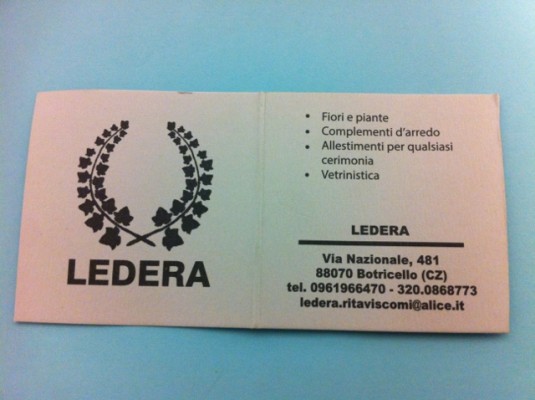 LEDERA
• Fiori e piante
• Complementi d'arredo
• Allestimenti per qualsiasi
cerimonia
• Vetrinistica
LEDERA
Via Nazionale, 481
88070 Botricello (CZ)
tel. 0961966470 - 320.0868773
ledera.ritaviscomi@alice.it